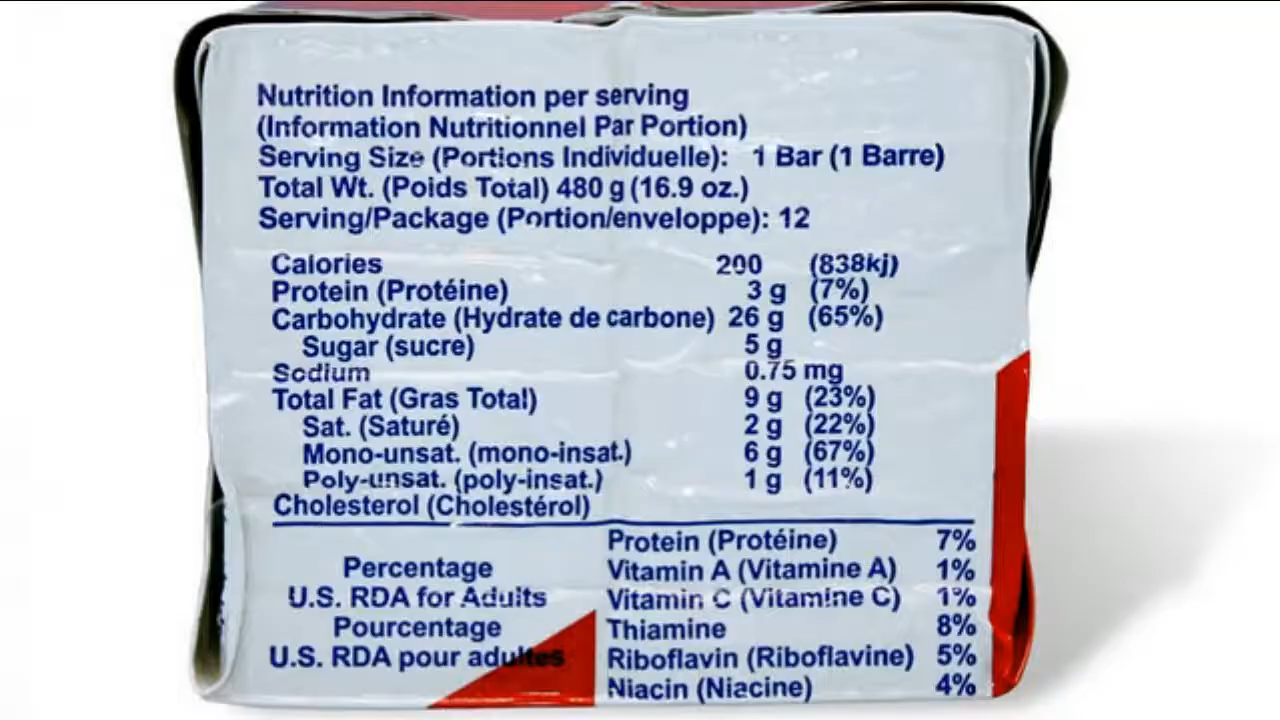 Nutrition Information per serving
(Information Nutritionnel Par Portion)
Serving Size (Portions Individuelle): 1 Bar (1 Barre)
Total Wt. (Poids Total) 480 g (16.9 oz.)
Serving/Package (Portion/enveloppe): 12
Calories 200 (838kj)
Protein (Protéine) 3 g (7%)
Carbohydrate (Hydrate de carbone) 26 g (65%)
Sugar (sucre) 5 g
Sodium 0.75 mg
Total Fat (Gras Total) 9 g (23%)
Sat. (Saturé) 2 g (22%)
Mono-unsat. (mono-insat.) 6 g (67%)
Poly-unsat. (poly-insat.) 1 g (11%)
Cholesterol (Cholestérol)
Percentage
U.S. RDA for Adults
Pourcentage
U.S. RDA pour adultes
Protein (Protéine) 7%
Vitamin A (Vitamine A) 1%
Vitamin C (Vitamine C) 1%
Thiamine 8%
Riboflavin (Riboflavine) 5%
Niacin (Niacine) 4%